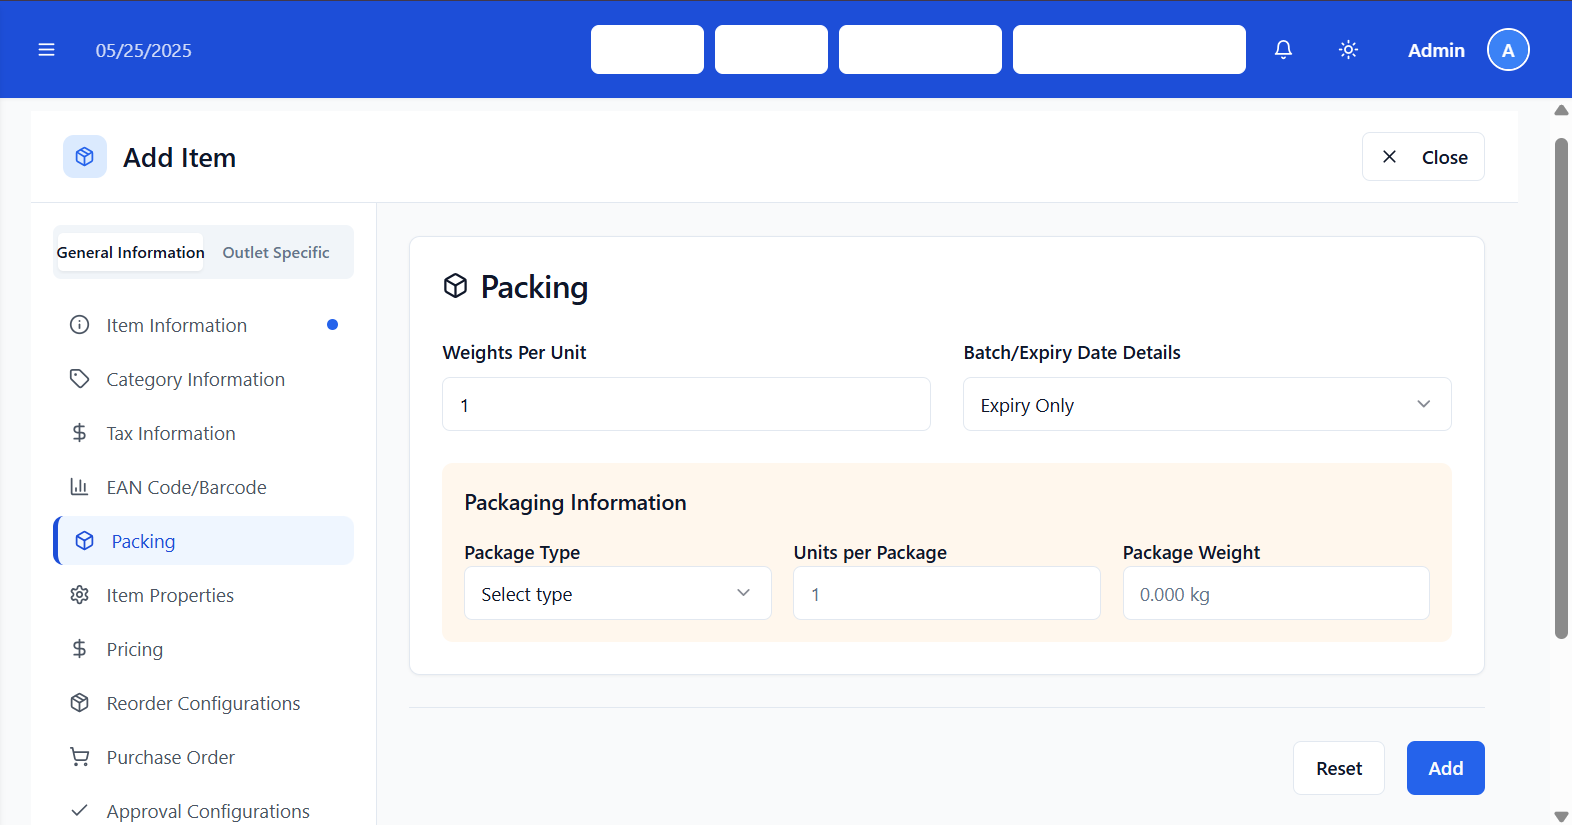 05/25/2025
Admin
A
Add Item
Close
General Information
Outlet Specific
Item Information
Category Information
Tax Information
EAN Code/Barcode
Packing
Item Properties
Pricing
Reorder Configurations
Purchase Order
Approval Configurations
Packing
Weights Per Unit
Batch/Expiry Date Details
1
Expiry Only
Packaging Information
Package Type
Units per Package
Package Weight
Select type
1
0.000 kg
Reset
Add